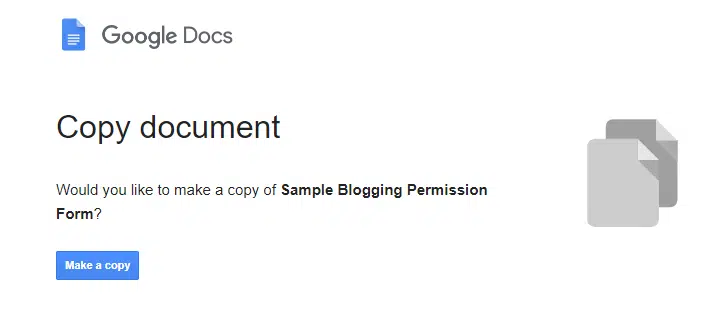 Google Docs
Copy document
Would you like to make a copy of Sample Blogging Permission
Form?
Make a copy